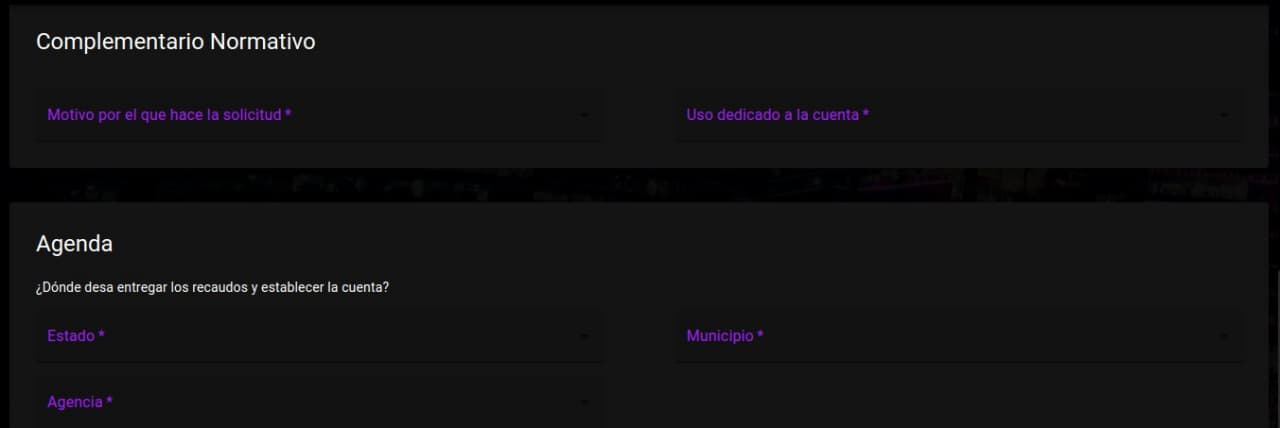 Complementario Normativo
Motivo por el que hace la solicitud *
Uso dedicado a la cuenta *
Agenda
¿Dónde desa entregar los recaudos y establecer la cuenta?
Estado *
Municipio *
Agencia *